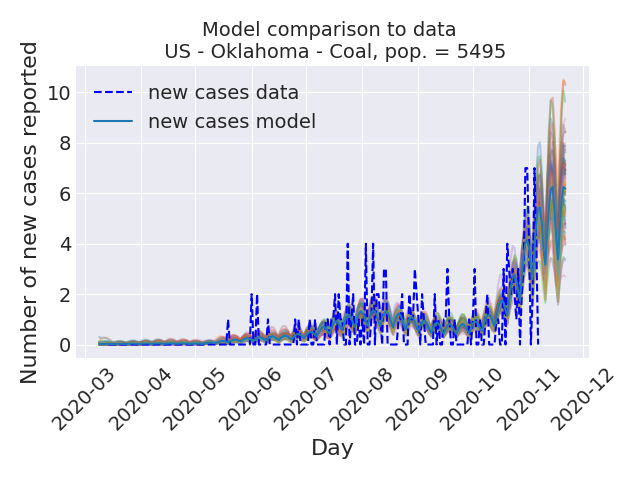 Model comparison to data
US - Oklahoma - Coal, pop. = 5495
new cases data
new cases model
Number of new cases reported
10
8
6
4
2
0
2020-03
2020-04
2020-05
2020-06
2020-07
2020-08
2020-09
2020-10
2020-11
2020-12
Day